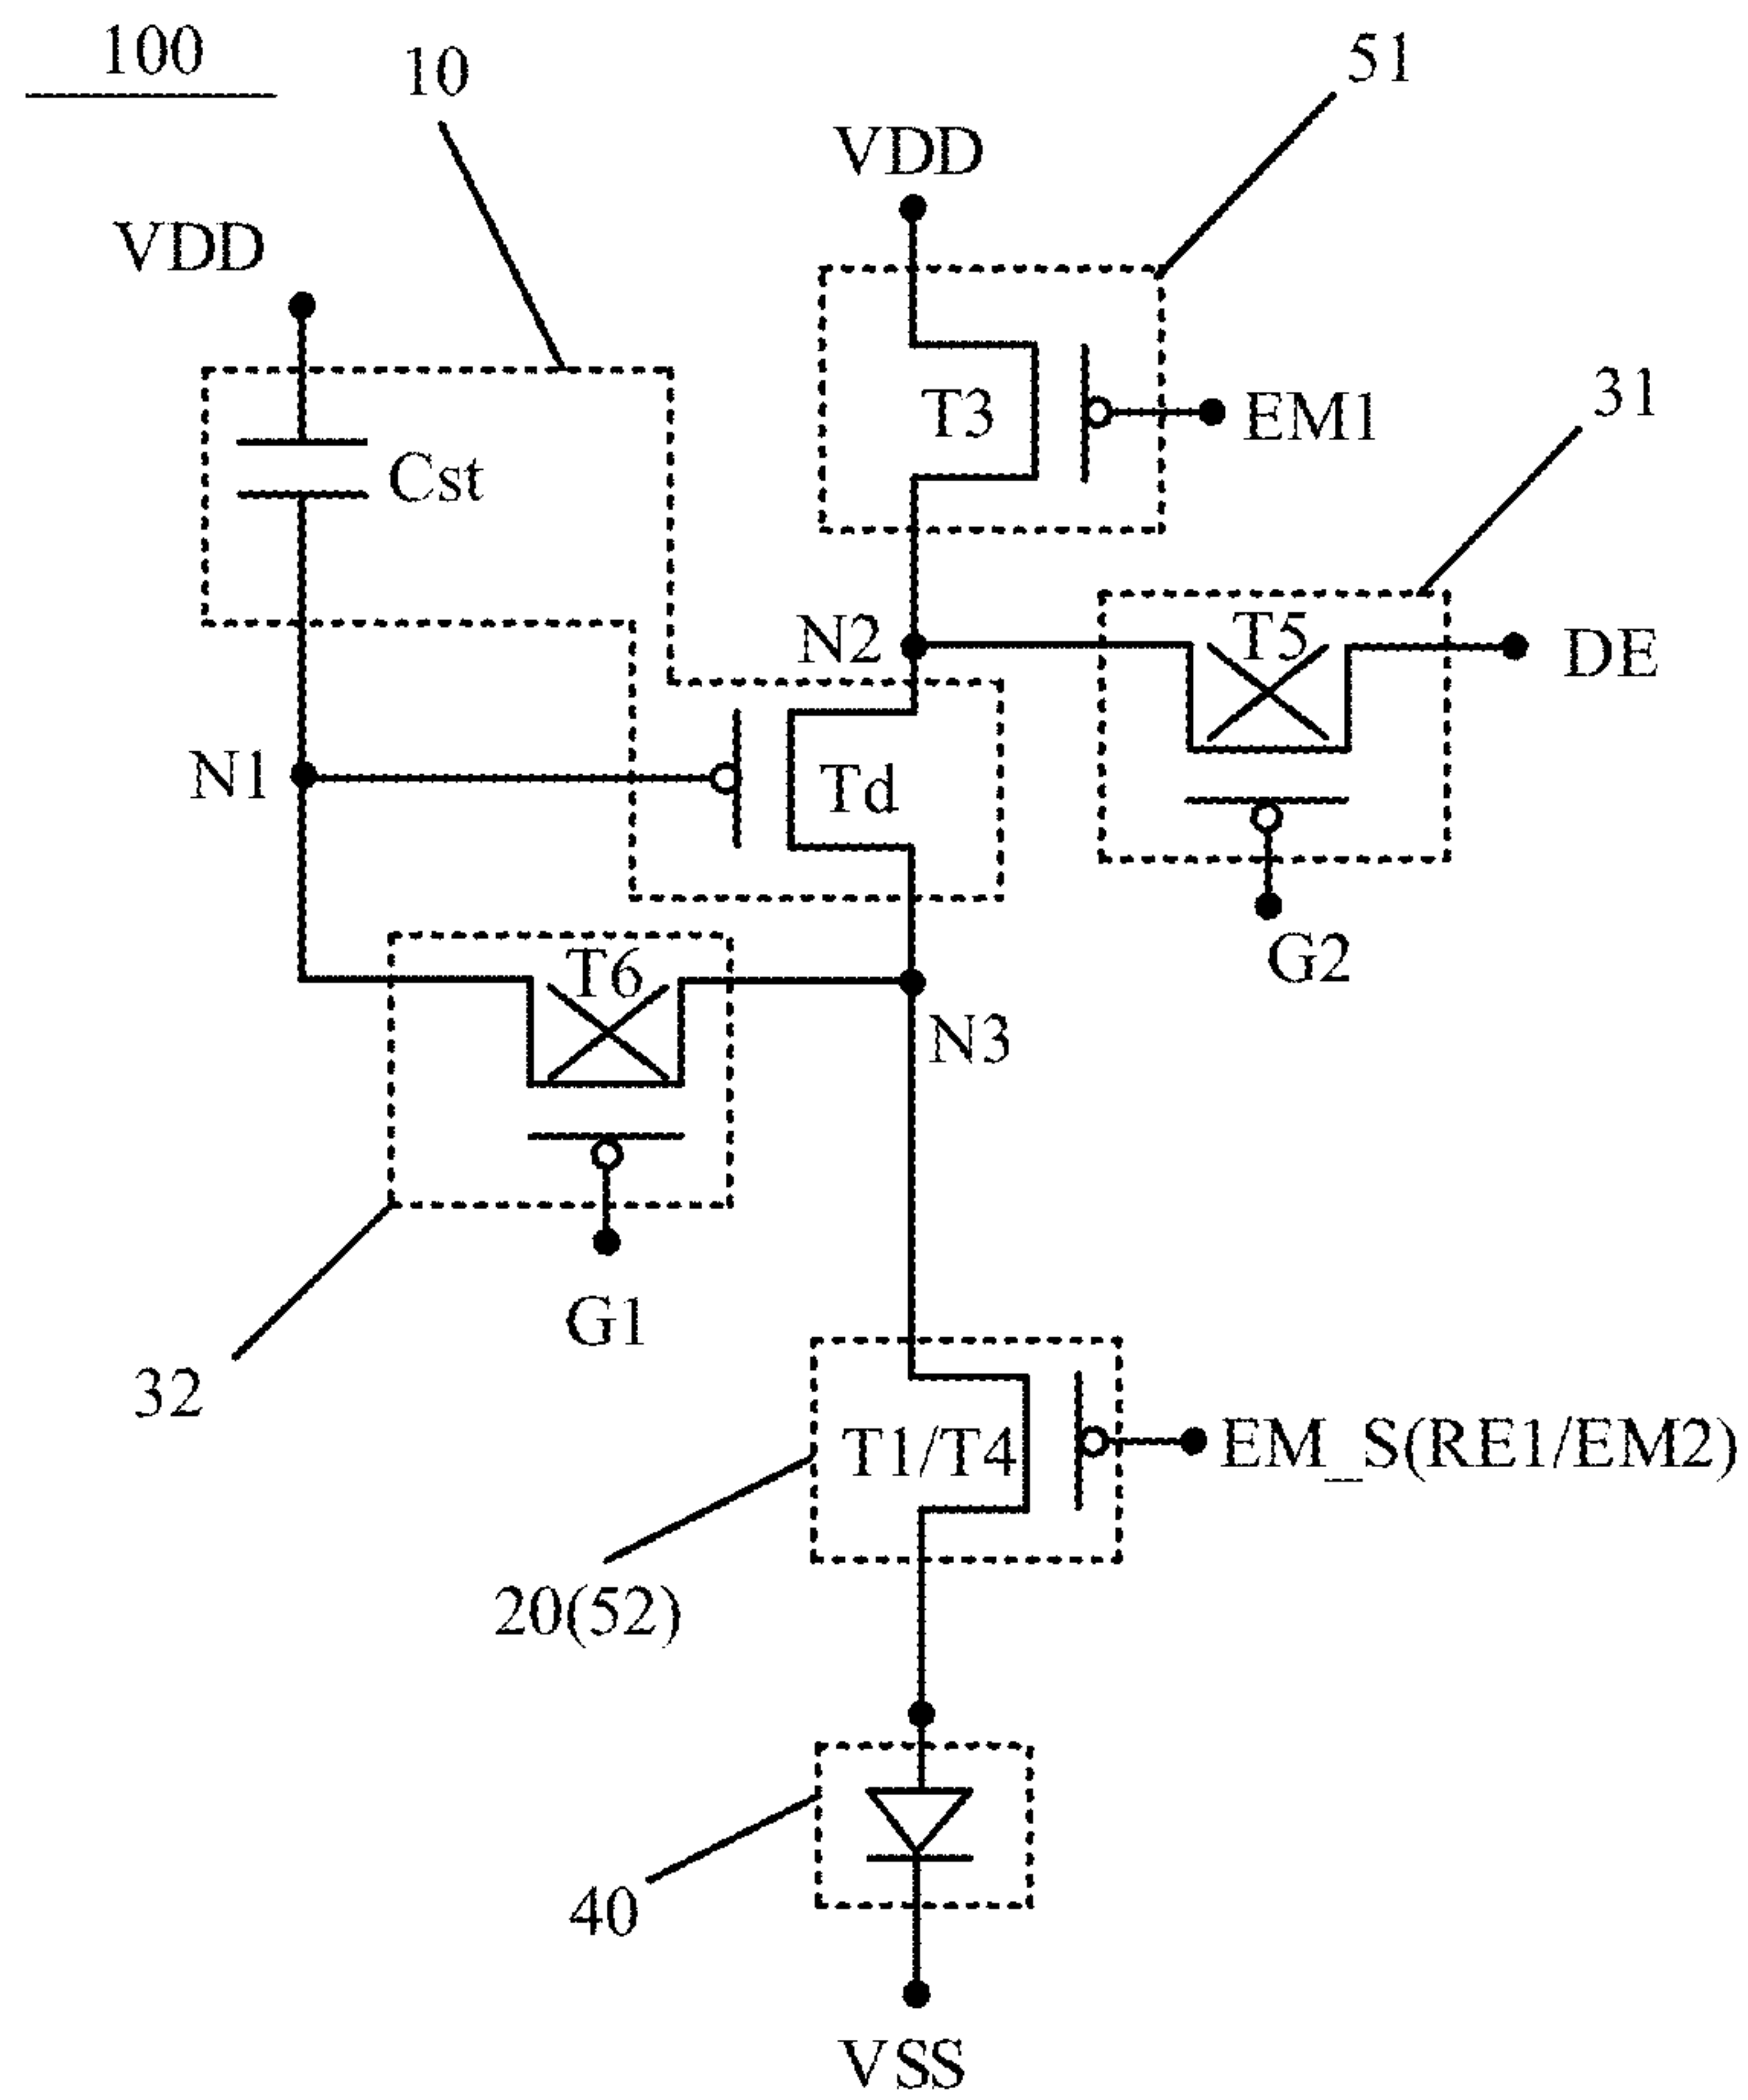 100
10
51
VDD
VDD
T3
EM1
31
Cst
N2
T5
DE
N1
Td
G2
T6
N3
G1
32
T1/T4
EM_S(RE1/EM2)
20(52)
40
VSS